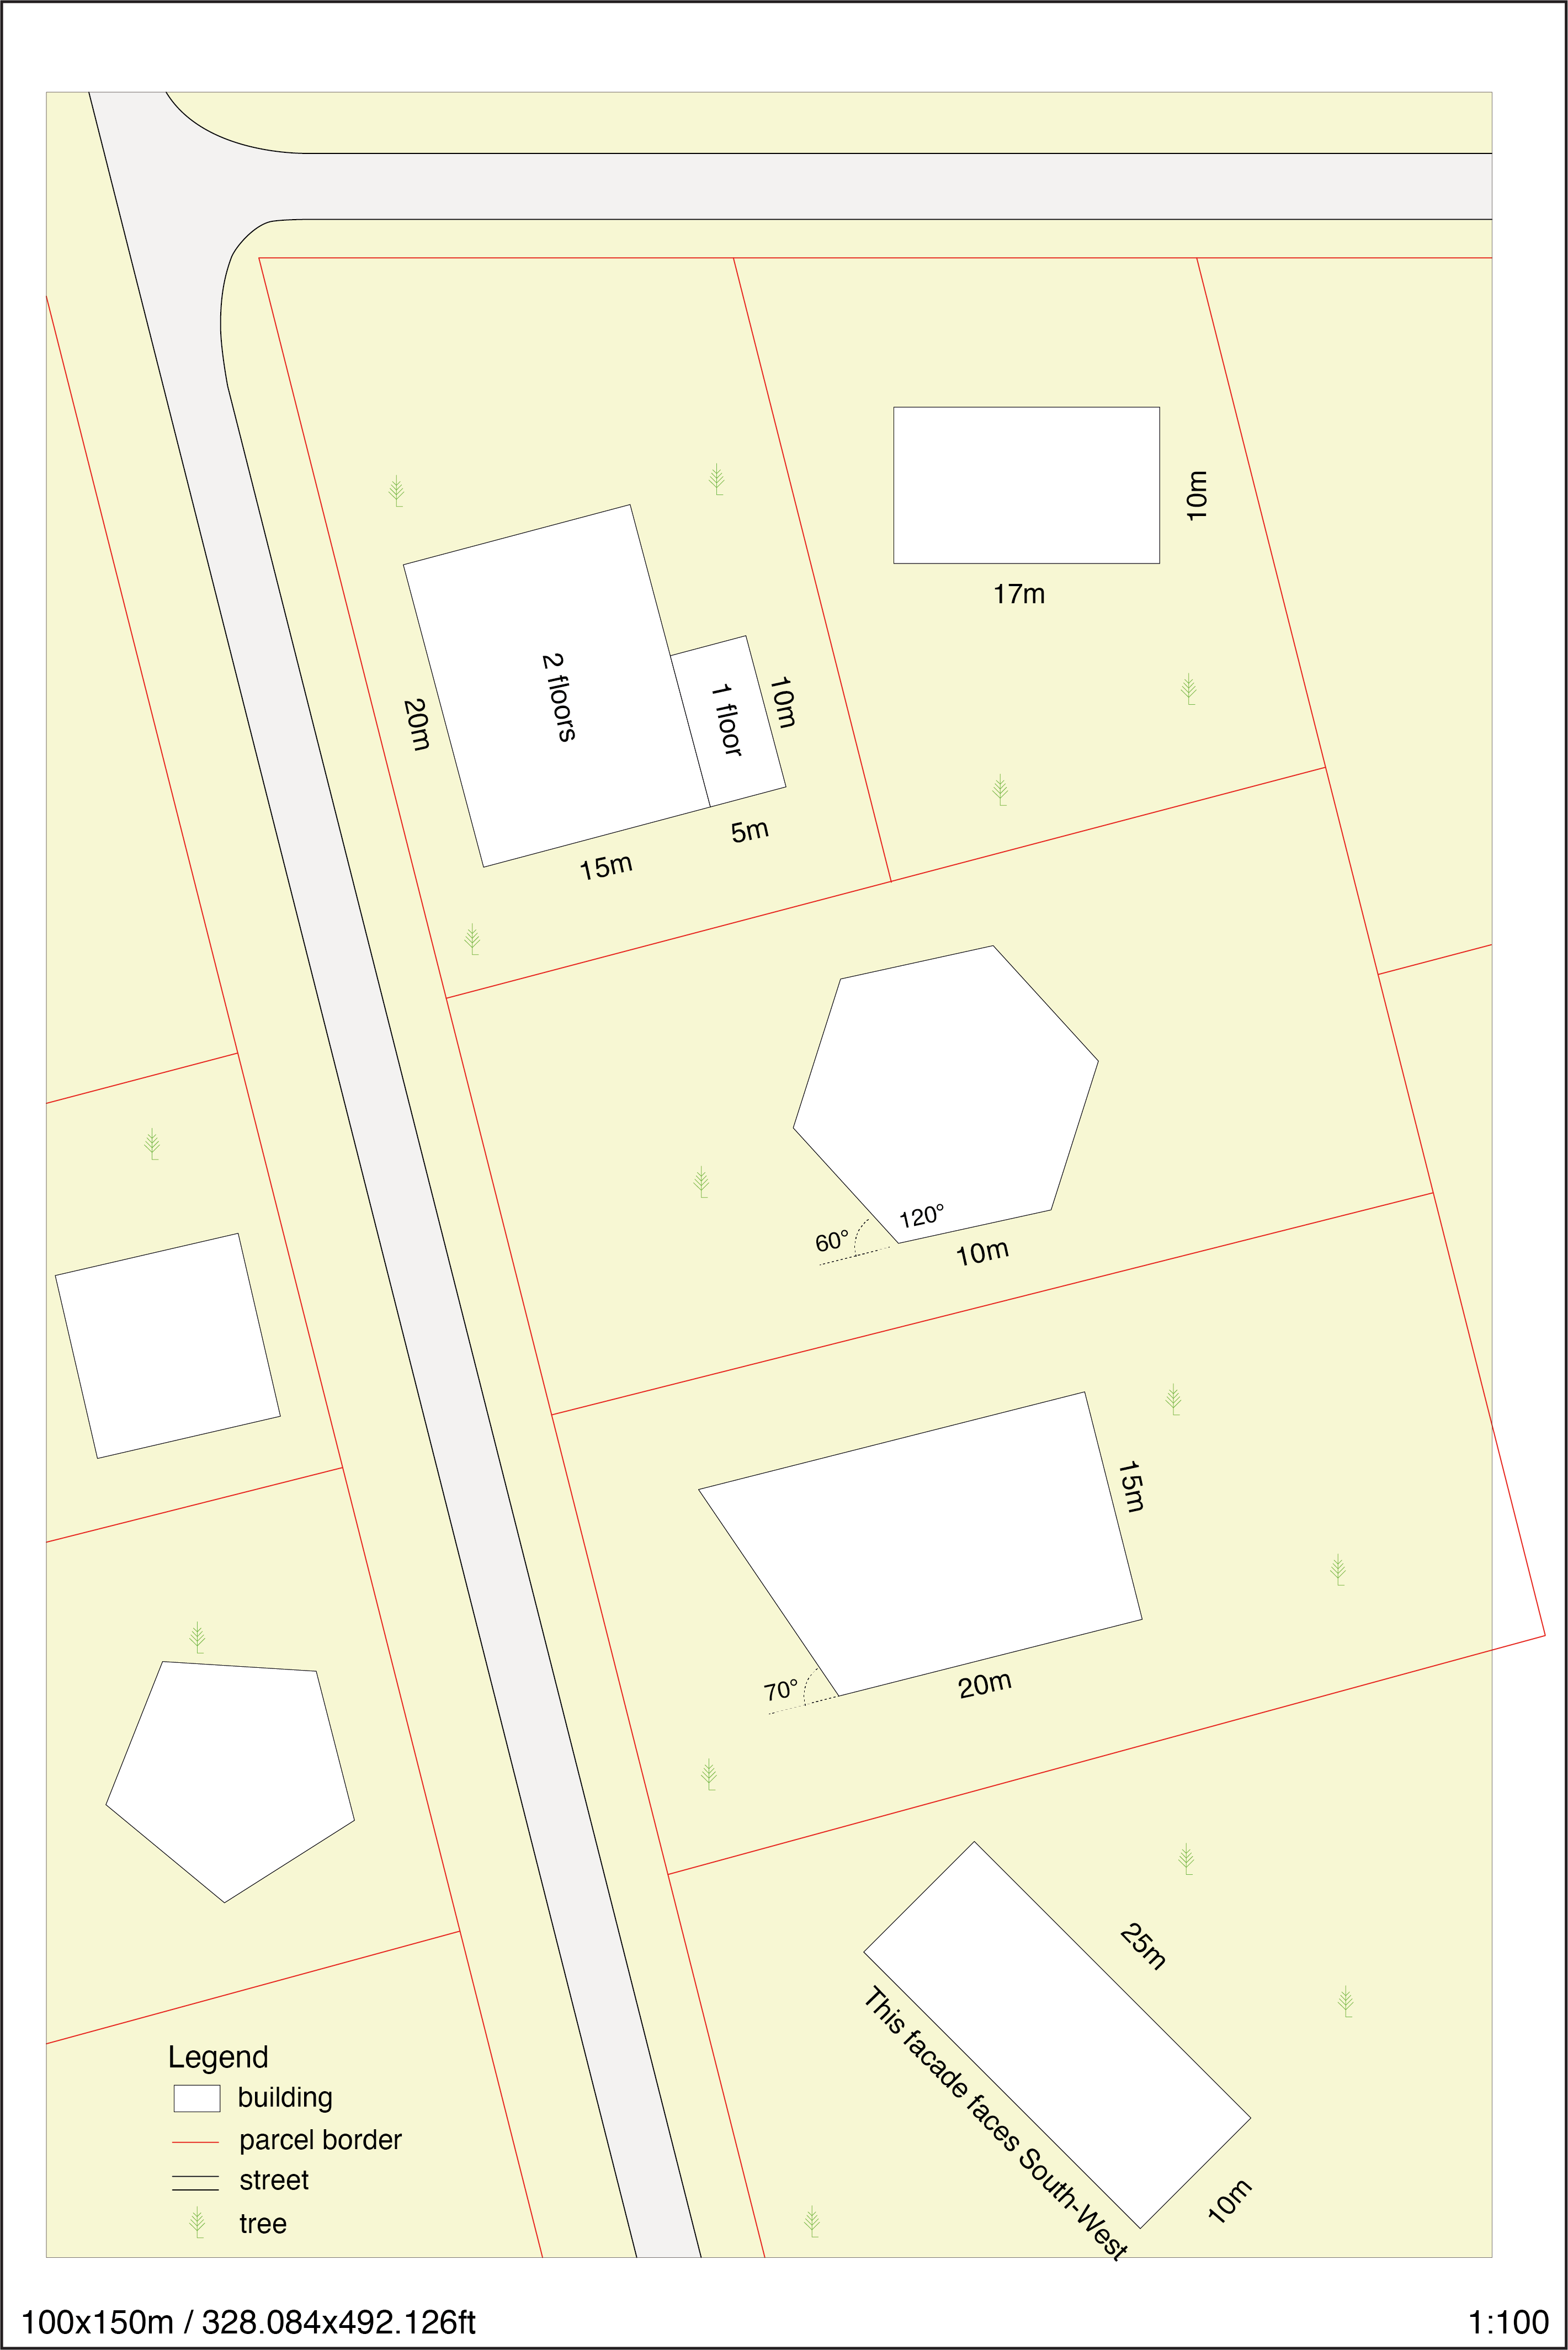 10m
17m
2 floors
1 floor
10m
20m
5m
15m
120°
60°
10m
15m
70°
20m
25m
This facade faces South-West
10m
Legend
building
parcel border
street
tree
100x150m / 328.084x492.126ft
1:100